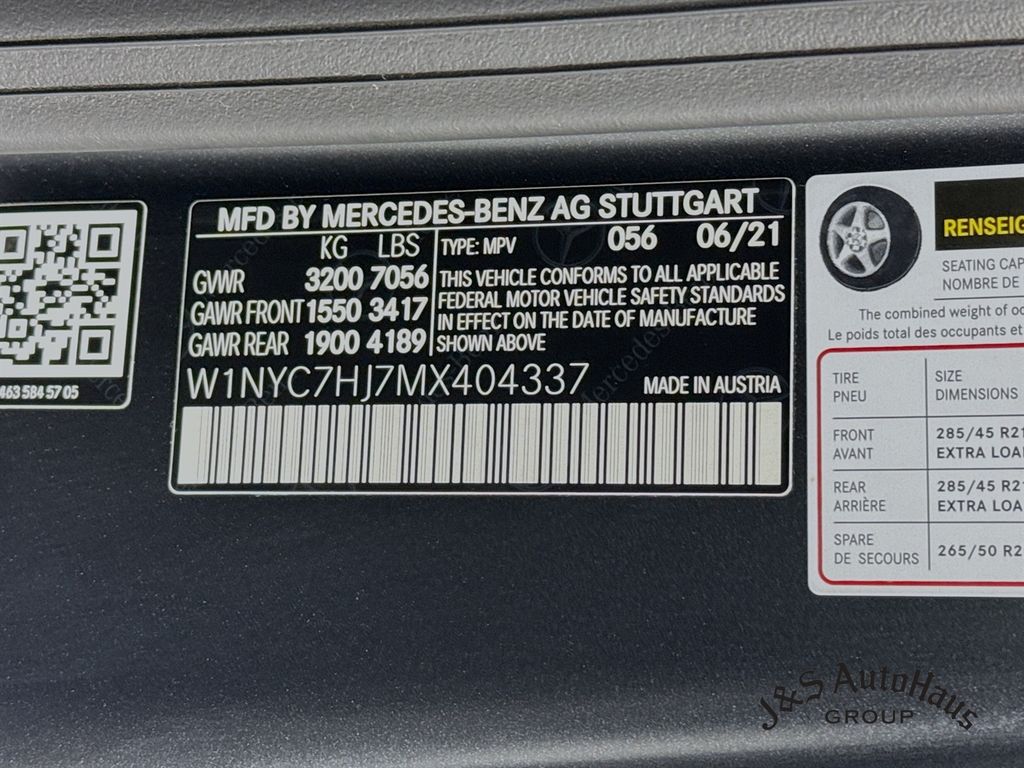 463 584 57 05
MFD BY MERCEDES-BENZ AG STUTTGART
KG LBS
GVWR 3200 7056
GAWR FRONT 1550 3417
GAWR REAR 1900 4189
TYPE: MPV 056 06/21
THIS VEHICLE CONFORMS TO ALL APPLICABLE
FEDERAL MOTOR VEHICLE SAFETY STANDARDS
IN EFFECT ON THE DATE OF MANUFACTURE
SHOWN ABOVE
W1NYC7HJ7MX404337 MADE IN AUSTRIA
RENSEIG
SEATING CAP
NOMBRE DE
The combined weight of oc
Le poids total des occupants et
TIRE SIZE
PNEU DIMENSIONS
FRONT 285/45 R21
AVANT EXTRA LOA
REAR 285/45 R21
ARRIÈRE EXTRA LOA
SPARE
DE SECOURS 265/50 R2
J&S AutoHaus
GROUP